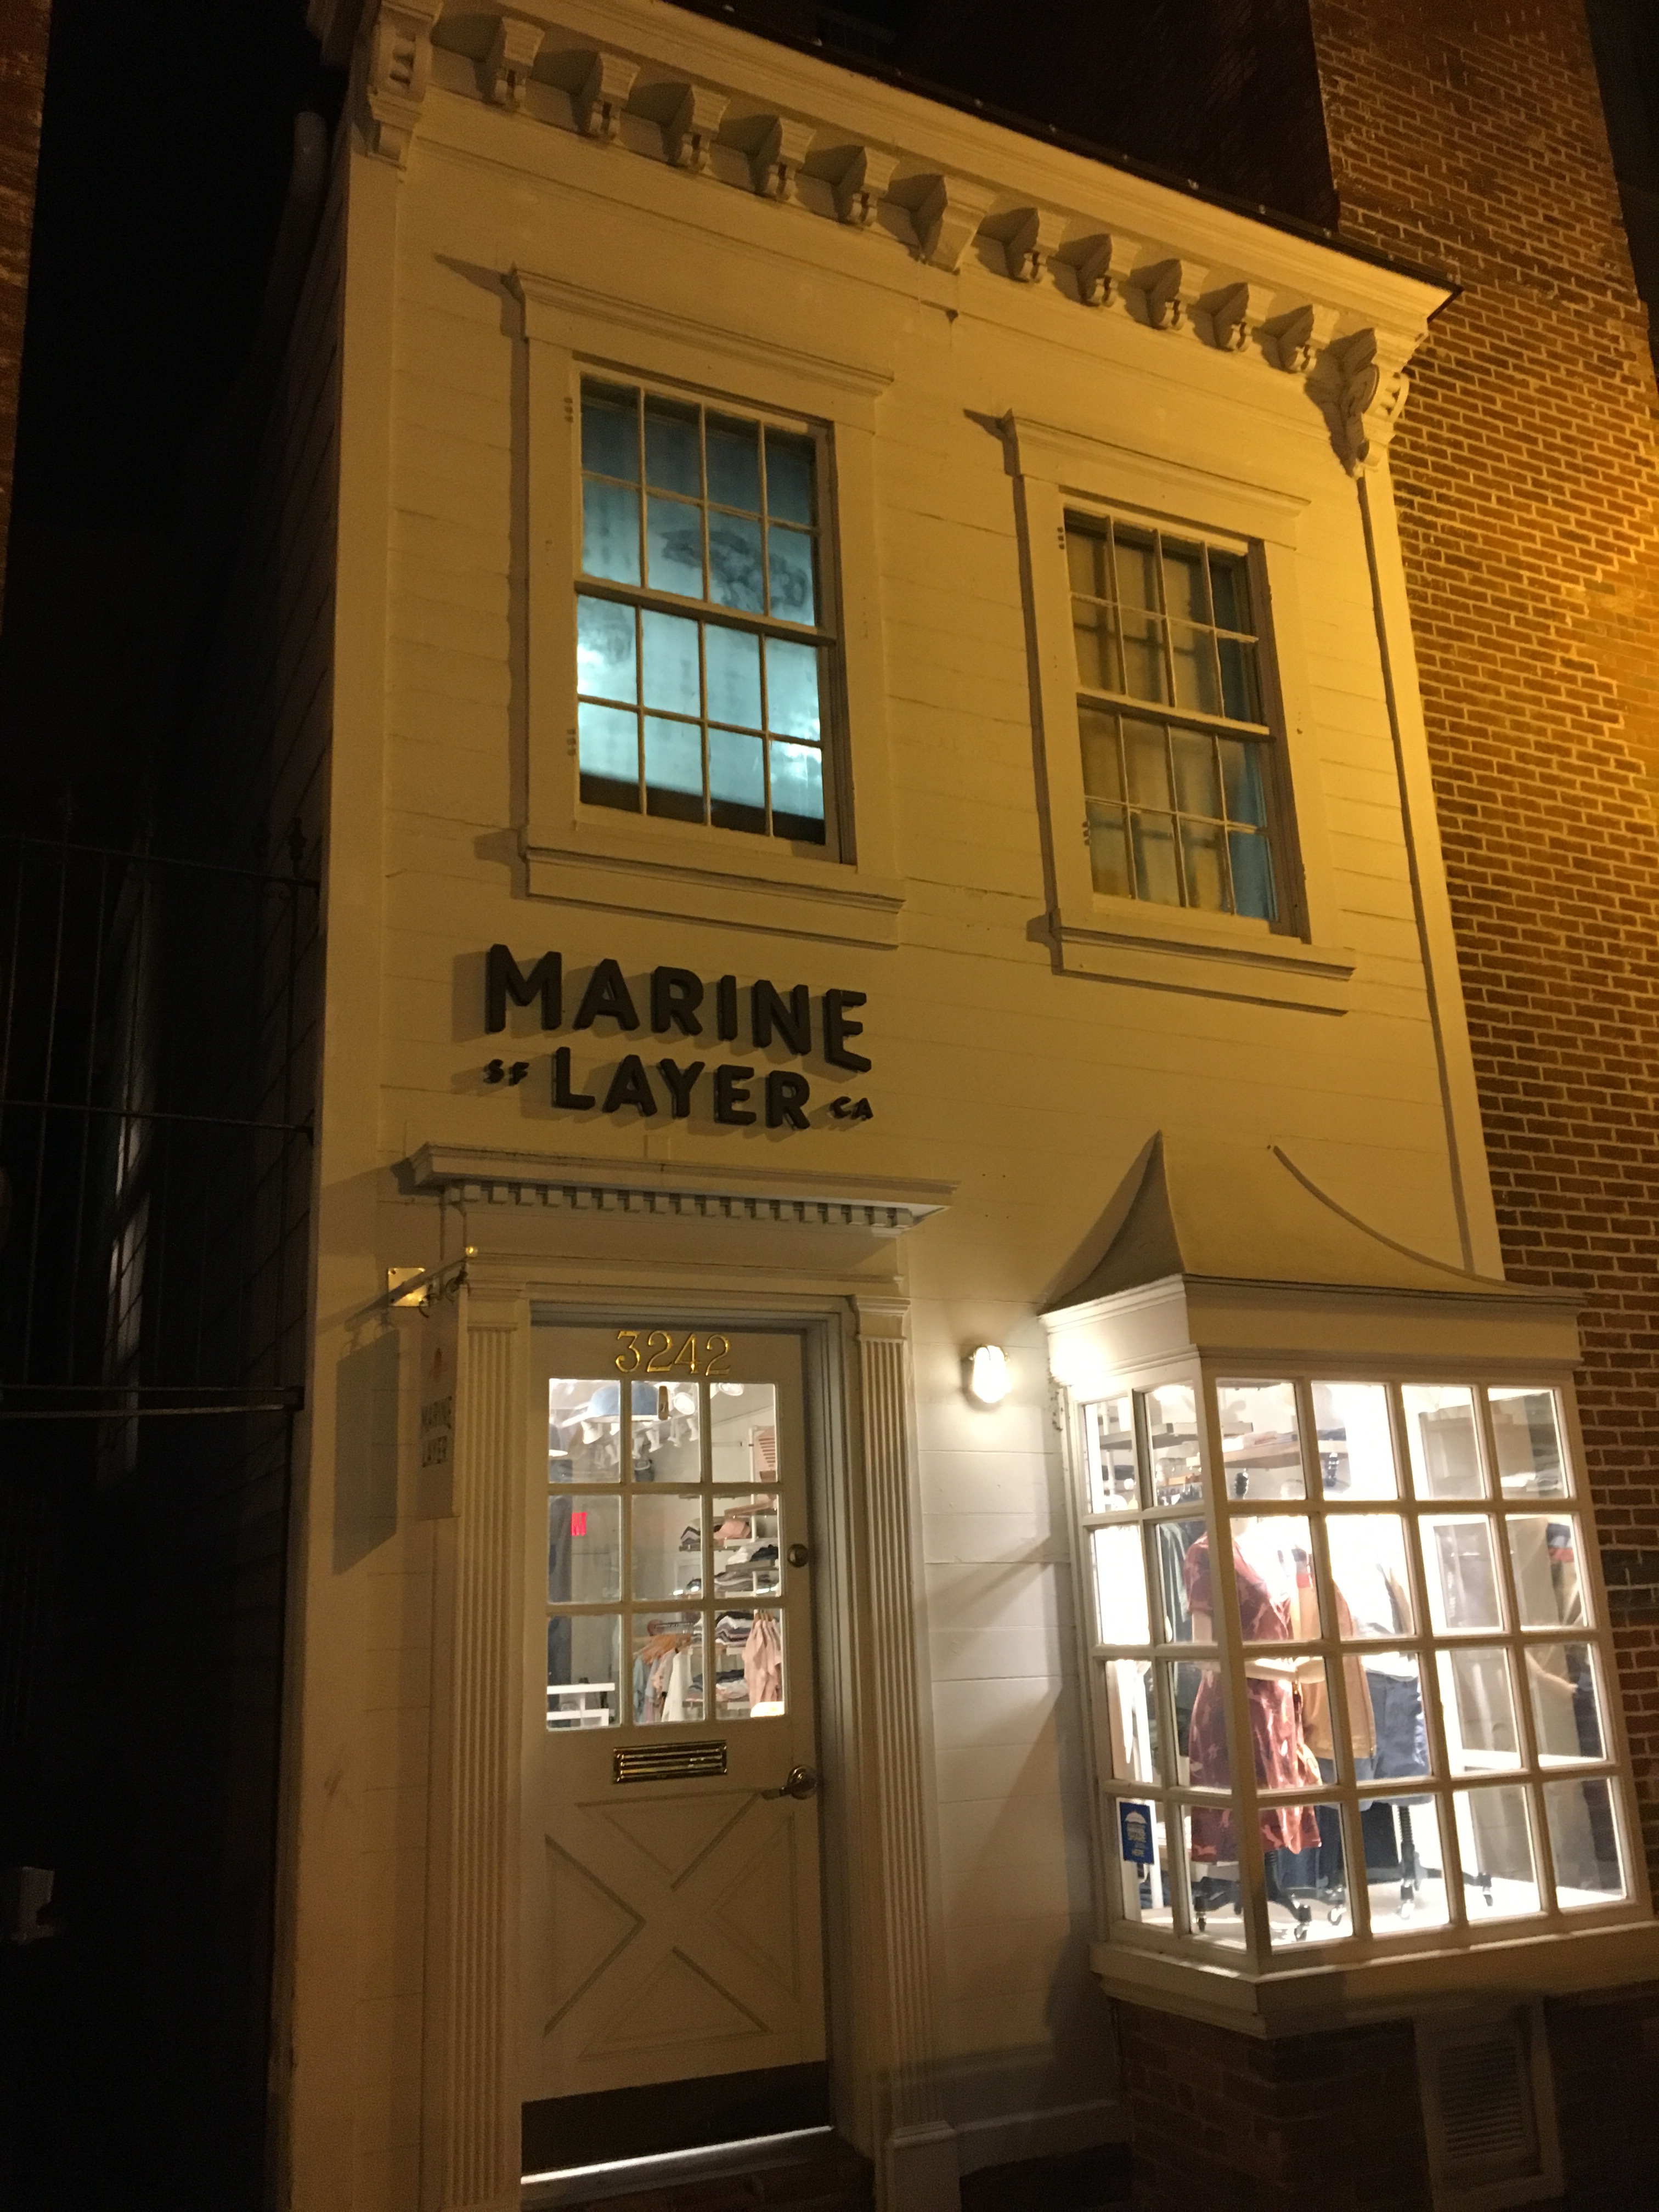 MARINE
SF LAYER CA
3242
MARINE
LAYER